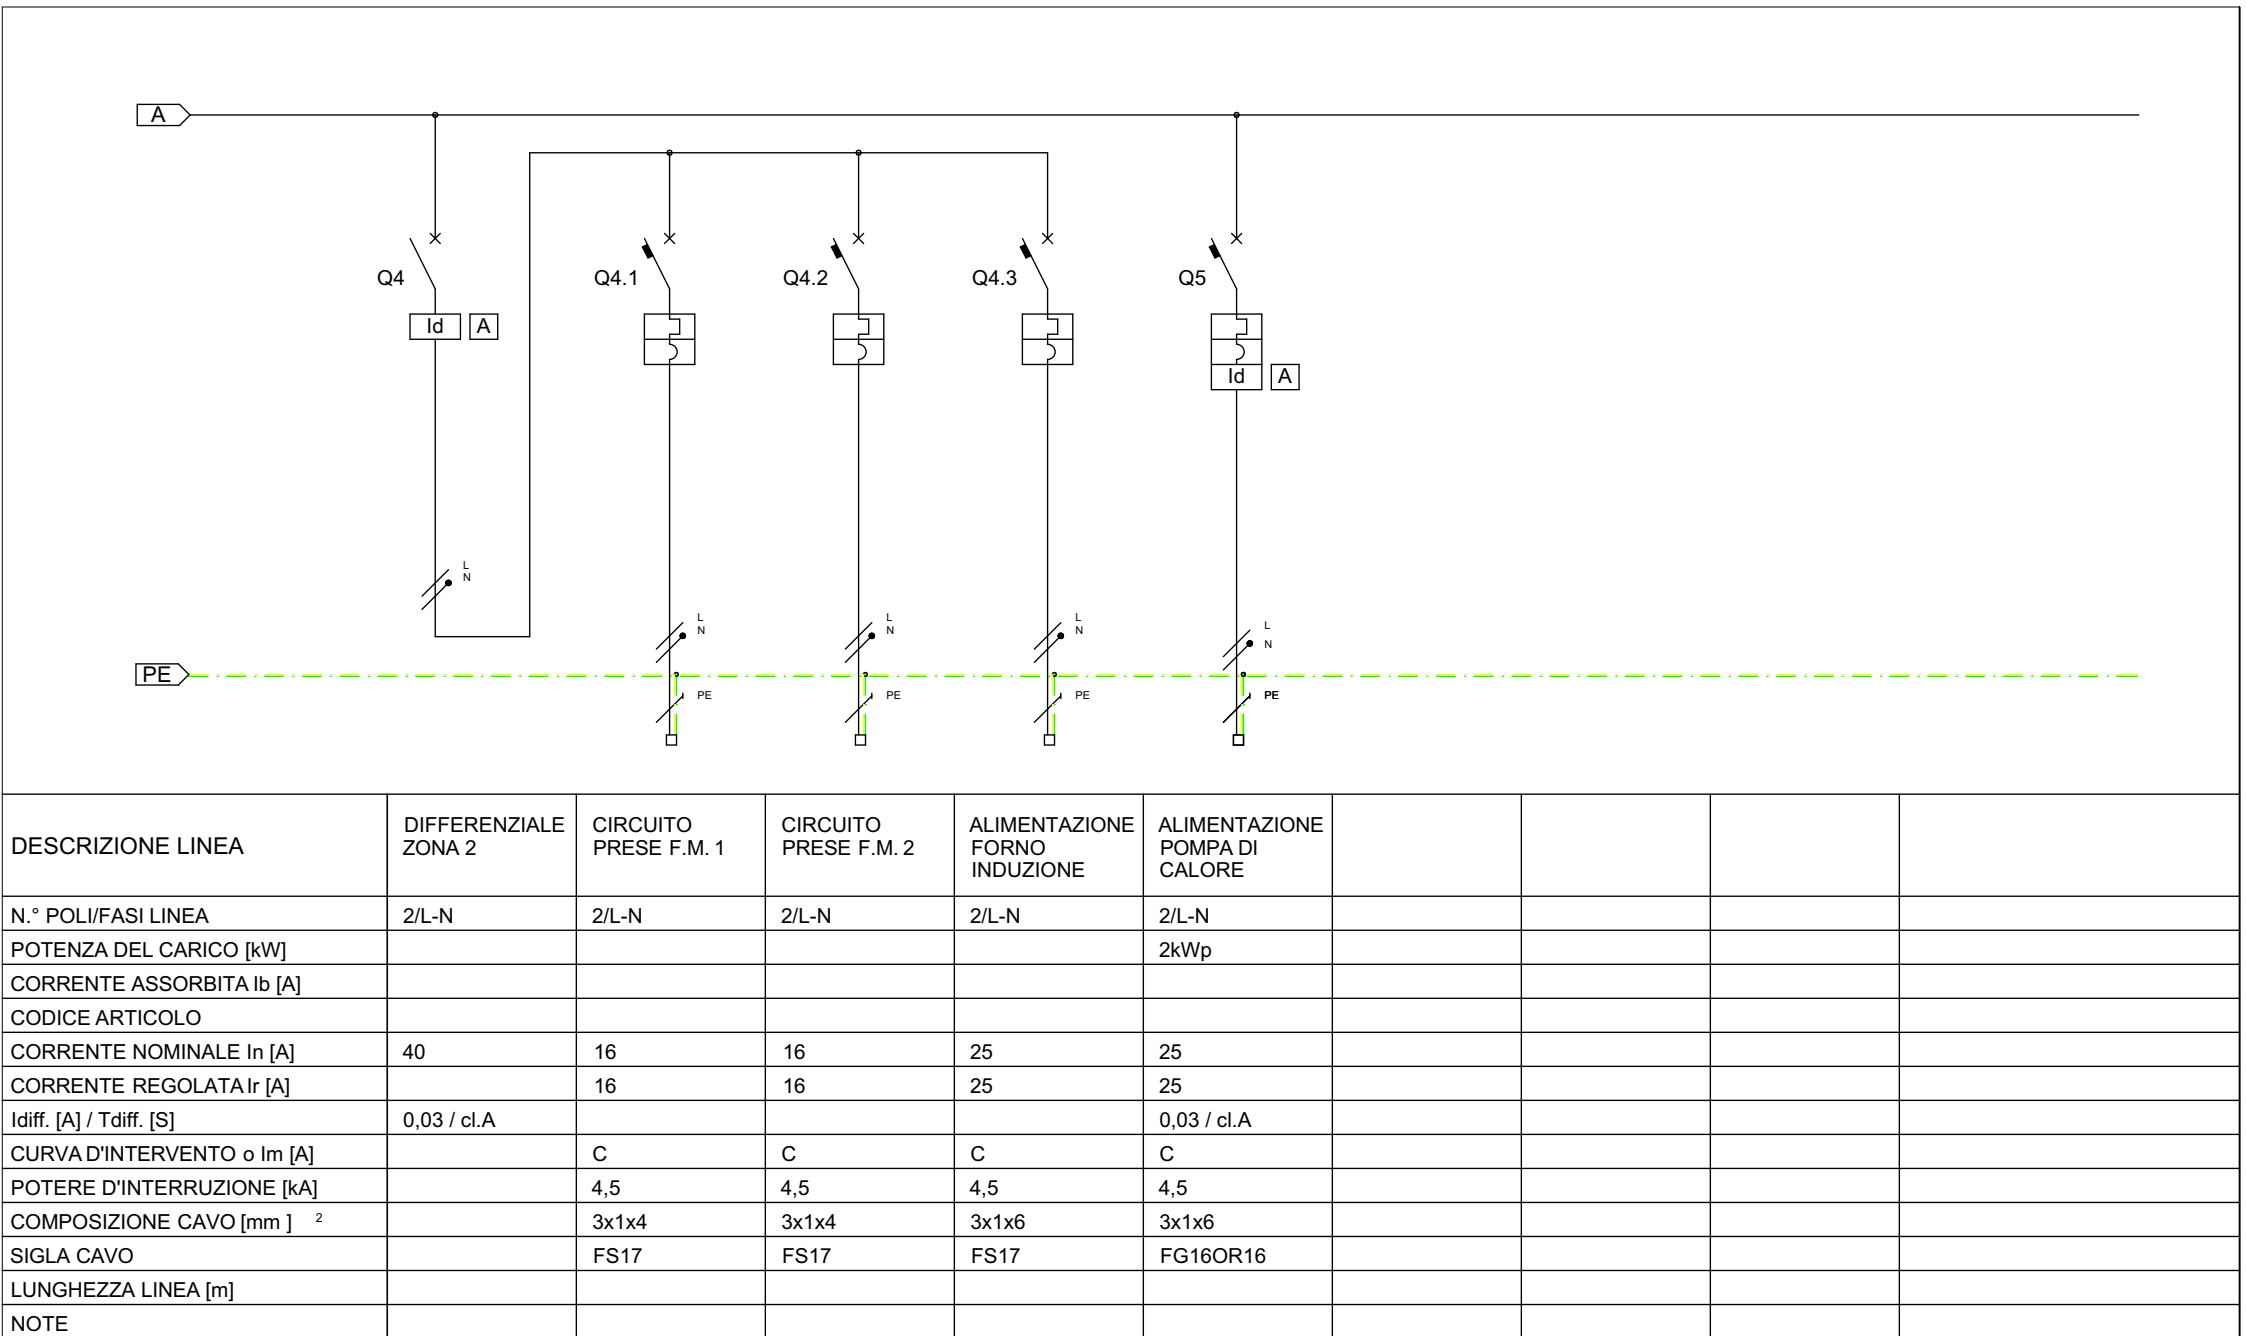 A
Q4
Q4.1
Q4.2
Q4.3
Q5
Id A
Id A
L
N
L
N
L
N
L
N
L
N
PE
PE
PE
PE
PE
DESCRIZIONE LINEA
DIFFERENZIALE
ZONA 2
CIRCUITO
PRESE F.M. 1
CIRCUITO
PRESE F.M. 2
ALIMENTAZIONE
FORNO
INDUZIONE
ALIMENTAZIONE
POMPA DI
CALORE
N.° POLI/FASI LINEA 2/L-N 2/L-N 2/L-N 2/L-N 2/L-N
POTENZA DEL CARICO [kW] 2kWp
CORRENTE ASSORBITA Ib [A]
CODICE ARTICOLO
CORRENTE NOMINALE In [A] 40 16 16 25 25
CORRENTE REGOLATA Ir [A] 16 16 25 25
Idiff. [A] / Tdiff. [S] 0,03 / cl.A 0,03 / cl.A
CURVA D'INTERVENTO o Im [A] C C C C
POTERE D'INTERRUZIONE [kA] 4,5 4,5 4,5 4,5
COMPOSIZIONE CAVO [mm ] 2 3x1x4 3x1x4 3x1x6 3x1x6
SIGLA CAVO FS17 FS17 FS17 FG16OR16
LUNGHEZZA LINEA [m]
NOTE